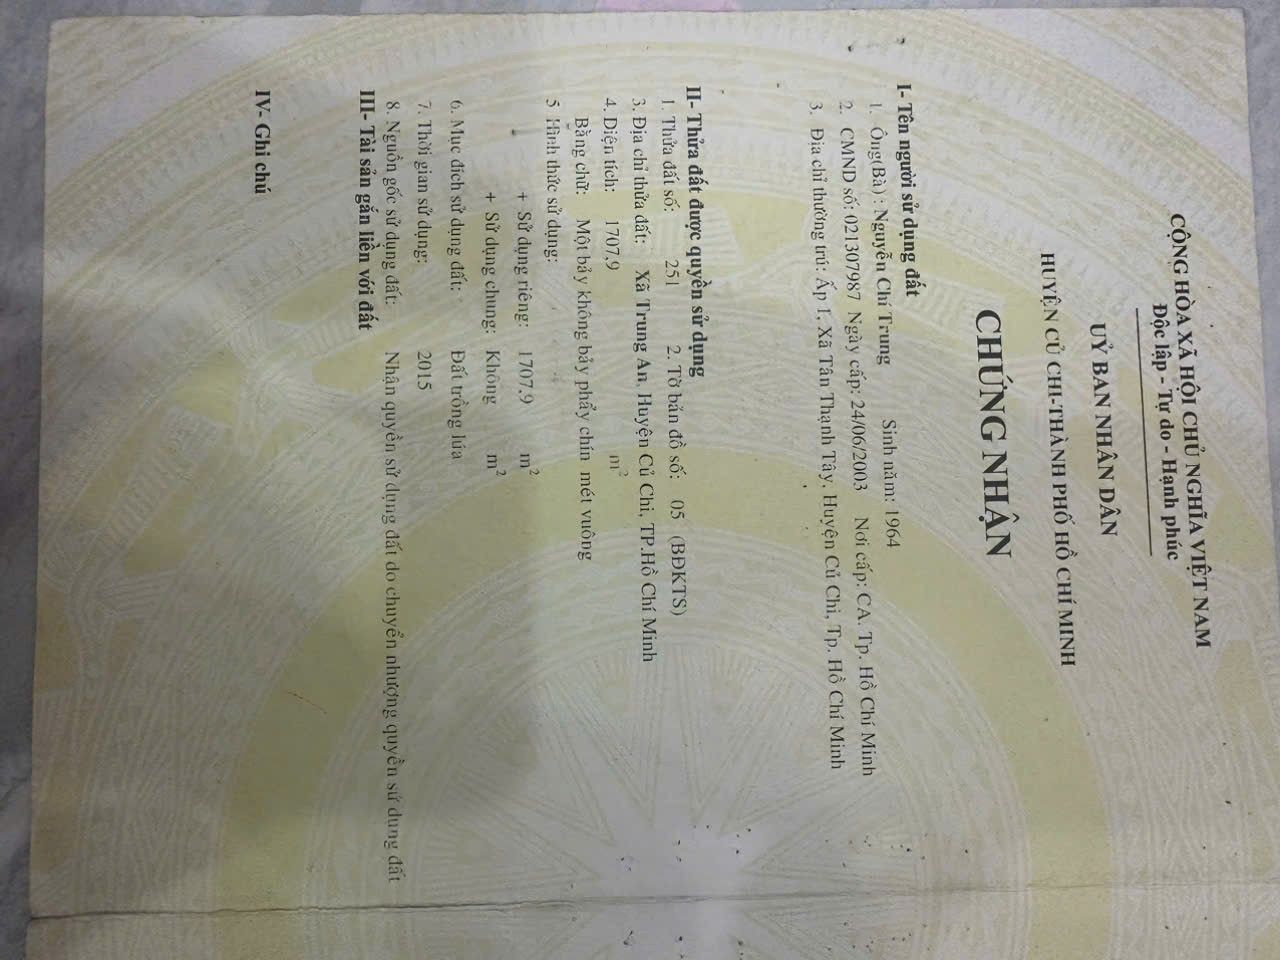 CỘNG HÒA XÃ HỘI CHỦ NGHĨA VIỆT NAM
Độc lập - Tự do - Hạnh phúc
UỶ BAN NHÂN DÂN
HUYỆN CỦ CHI-THÀNH PHỐ HỒ CHÍ MINH
CHỨNG NHẬN
I- Tên người sử dụng đất
1. Ông(Bà) : Nguyễn Chí Trung Sinh năm: 1964
2. CMND số: 021307987 Ngày cấp: 24/06/2003 Nơi cấp: CA. Tp. Hồ Chí Minh
3. Địa chỉ thường trú: Ấp 1, Xã Tân Thạnh Tây, Huyện Củ Chi, Tp. Hồ Chí Minh
II- Thửa đất được quyền sử dụng
1. Thửa đất số: 251 2. Tờ bản đồ số: 05 (BĐKTS)
3. Địa chỉ thửa đất: Xã Trung An, Huyện Củ Chi, TP.Hồ Chí Minh
4. Diện tích: 1707.9 m²
Bằng chữ: Một bảy không bảy phẩy chín mét vuông
5 Hình thức sử dụng:
+ Sử dụng riêng: 1707.9 m²
+ Sử dụng chung: Không m²
6. Mục đích sử dụng đất: Đất trồng lúa
7. Thời gian sử dụng: 2015
8. Nguồn gốc sử dụng đất: Nhận quyền sử dụng đất do chuyển nhượng quyền sử dụng đất
III- Tài sản gắn liền với đất
IV- Ghi chú